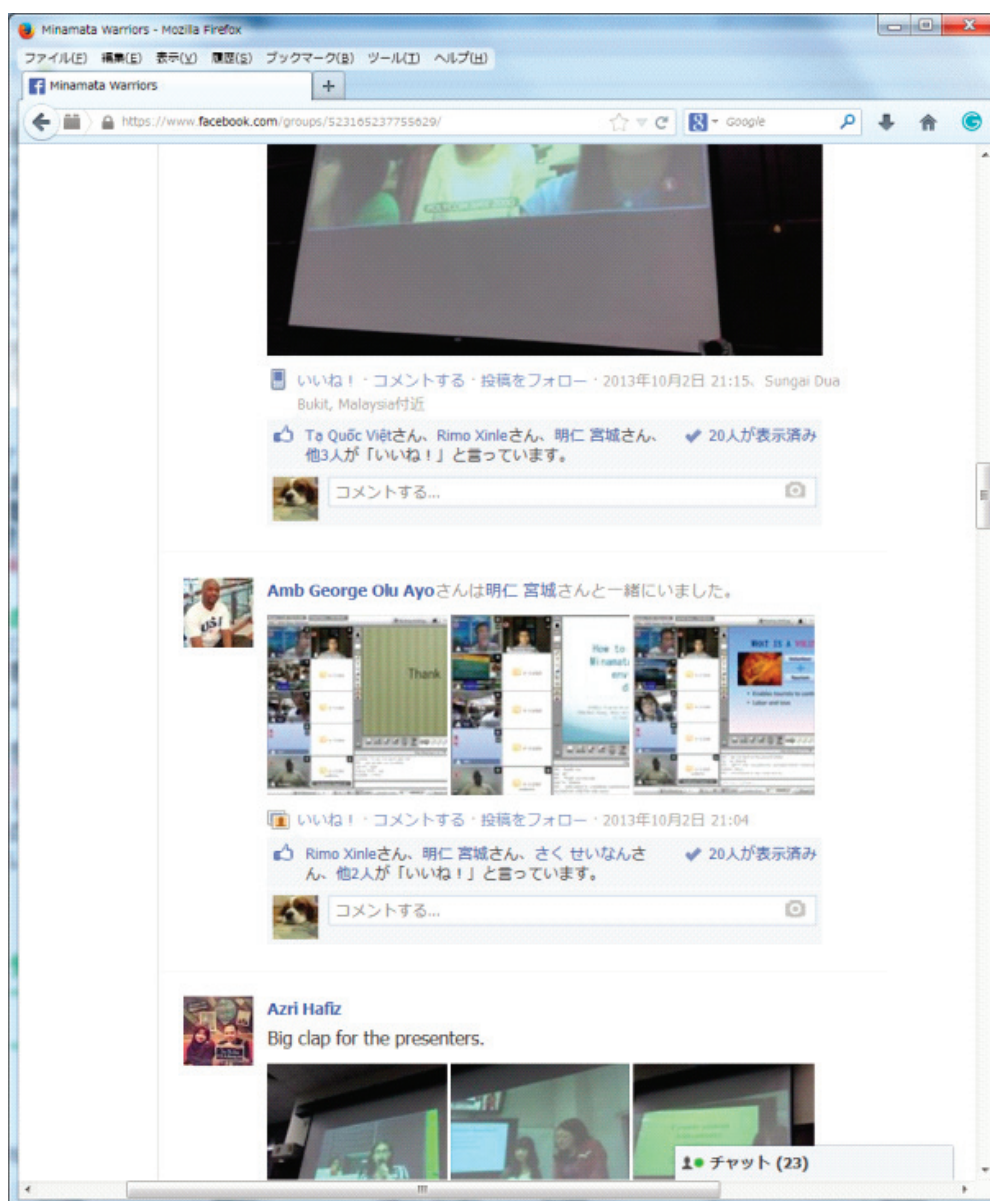 Minamata Warriors - Mozilla Firefox
ファイル(F) 編集(E) 表示(V) 履歴(S) ブックマーク(B) ツール(T) ヘルプ(H)
Minamata Warriors
https://www.facebook.com/groups/523165237755629/
Google
いいね！ · コメントする · 投稿をフォロー · 2013年10月2日 21:15、Sungai Dua
Bukit, Malaysia付近
Tạ Quốc Việtさん、Rimo Xinleさん、明仁 宮城さん、
他3人が「いいね！」と言っています。
20人が表示済み
コメントする...
Amb George Olu Ayoさんは明仁 宮城さんと一緒にいました。
Thank
How to
Minamat
env
d
WHAT IS A VOL
いいね！ · コメントする · 投稿をフォロー · 2013年10月2日 21:04
Rimo Xinleさん、明仁 宮城さん、さく せいなんさ
ん、他2人が「いいね！」と言っています。
20人が表示済み
コメントする...
Azri Hafiz
Big clap for the presenters.
チャット (23)